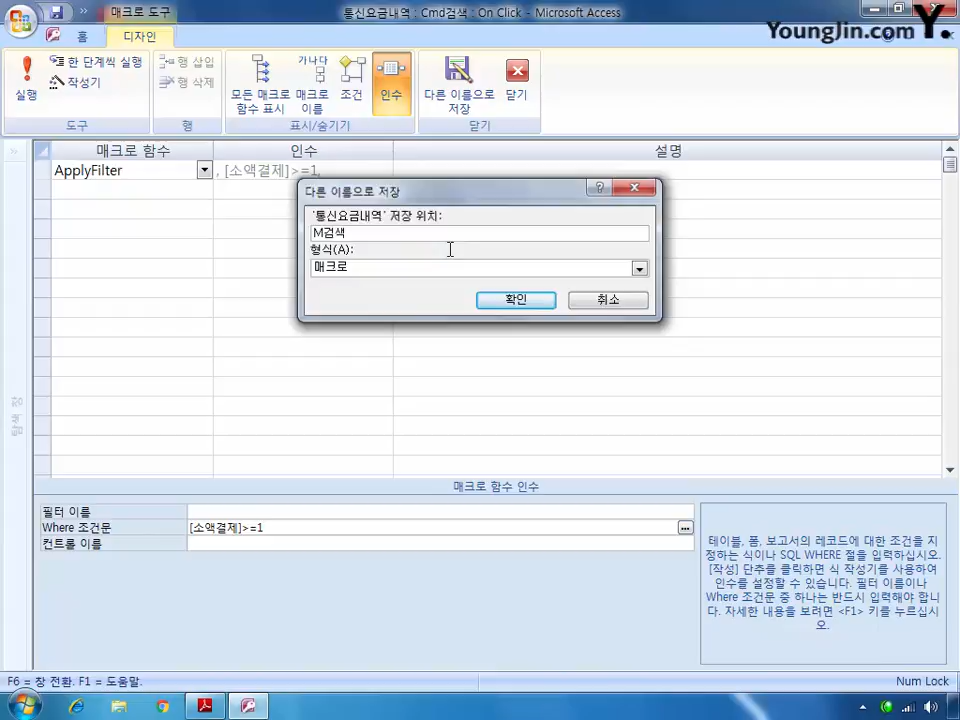 매크로 도구
통신요금내역 : Cmd검색 : On Click - Microsoft Access
YoungJin.com Y.
홈
디자인
실행
한 단계씩 실행
작성기
도구
행 삽입
행 삭제
행
모든 매크로
함수 표시
가나다
매크로
이름
조건
인수
표시/숨기기
다른 이름으로
저장
닫기
닫기
매크로 함수
인수
설명
ApplyFilter
, [소액결제]>=1,
다른 이름으로 저장
'통신요금내역' 저장 위치:
M검색
형식(A):
매크로
확인
취소
탐색 창
매크로 함수 인수
필터 이름
Where 조건문
[소액결제]>=1
컨트롤 이름
테이블, 폼, 보고서의 레코드에 대한 조건을 지
정하는 식이나 SQL WHERE 절을 입력하십시오.
[작성] 단추를 클릭하면 식 작성기를 사용하여
인수를 설정할 수 있습니다. 필터 이름이나
Where 조건문 중 하나는 반드시 입력해야 합니
다. 자세한 내용을 보려면 <F1> 키를 누르십시
오.
F6 = 창 전환. F1 = 도움말.
Num Lock